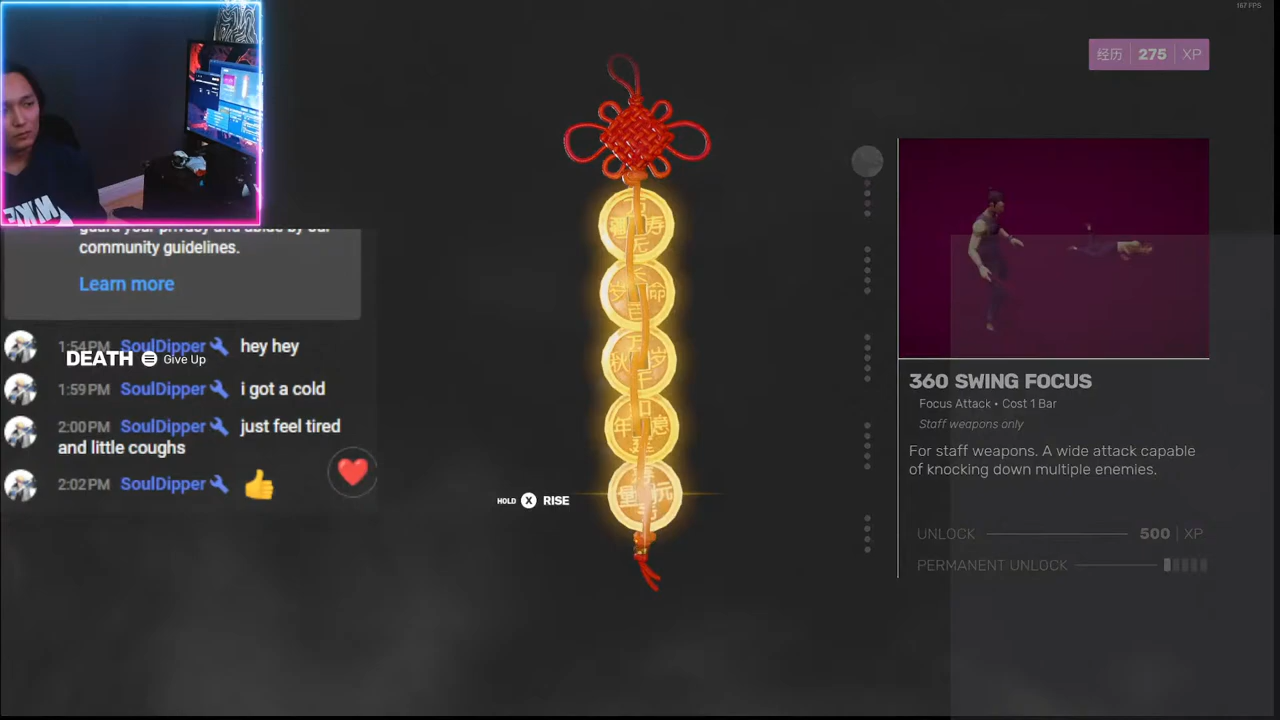 167 FPS
经历 275 XP
NIKE
guard your privacy and abide by our
community guidelines.
Learn more
1:54 PM SoulDipper hey hey
DEATH Give Up
1:59 PM SoulDipper i got a cold
2:00 PM SoulDipper just feel tired
and little coughs
2:02 PM SoulDipper 👍
HOLD X RISE
360 SWING FOCUS
Focus Attack • Cost 1 Bar
Staff weapons only
For staff weapons. A wide attack capable
of knocking down multiple enemies.
UNLOCK 500 XP
PERMANENT UNLOCK